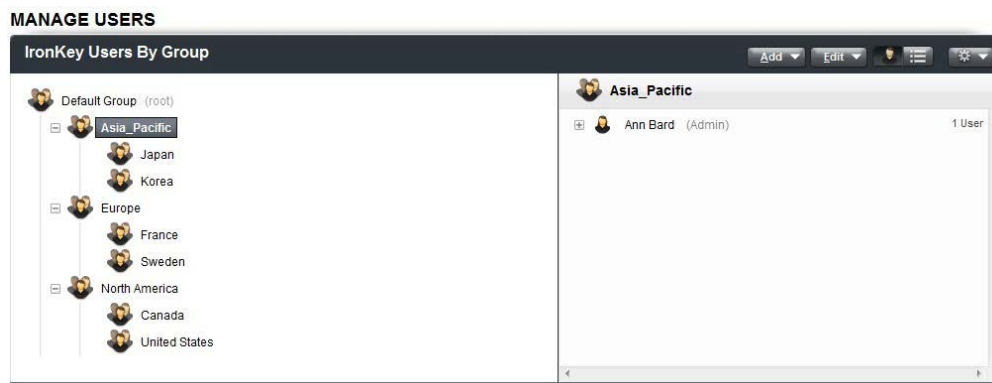 MANAGE USERS
IronKey Users By Group
Add Edit
Default Group (root)
Asia_Pacific
Japan
Korea
Europe
France
Sweden
North America
Canada
United States
Asia_Pacific
Ann Bard (Admin) 1 User